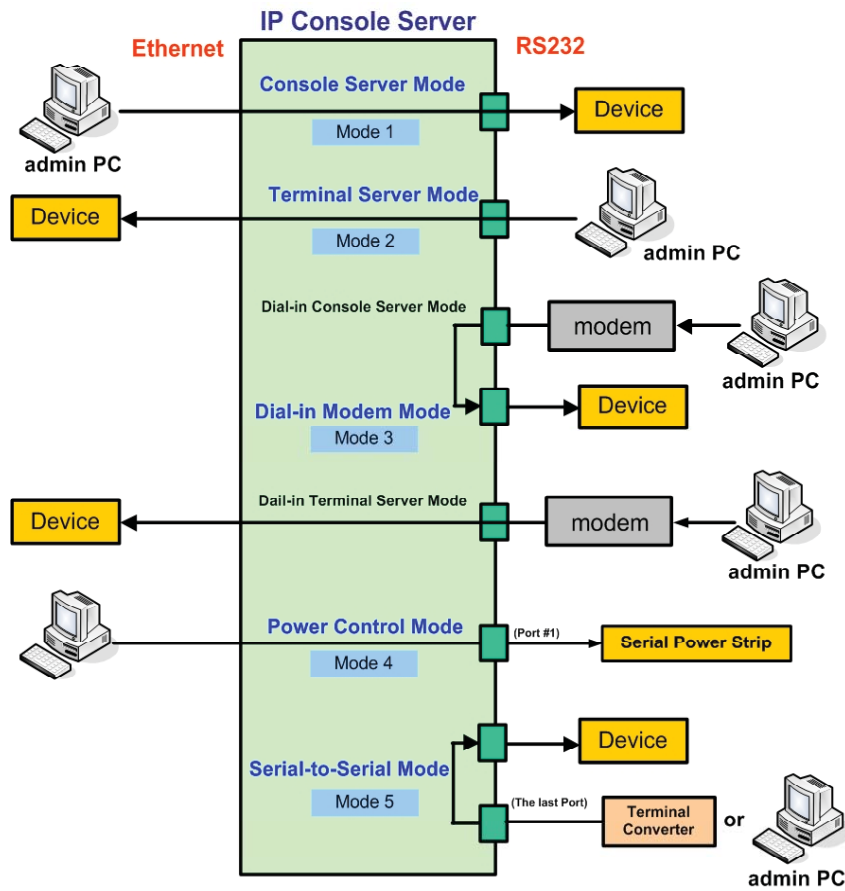 IP Console Server
Ethernet
RS232
Console Server Mode
Device
Mode 1
admin PC
Terminal Server Mode
Device
Mode 2
admin PC
Dial-in Console Server Mode
modem
admin PC
Device
Dial-in Modem Mode
Mode 3
Dail-in Terminal Server Mode
Device
modem
admin PC
Power Control Mode
(Port #1)
Serial Power Strip
Mode 4
Device
Serial-to-Serial Mode
Mode 5
(The last Port)
Terminal
Converter
or
admin PC